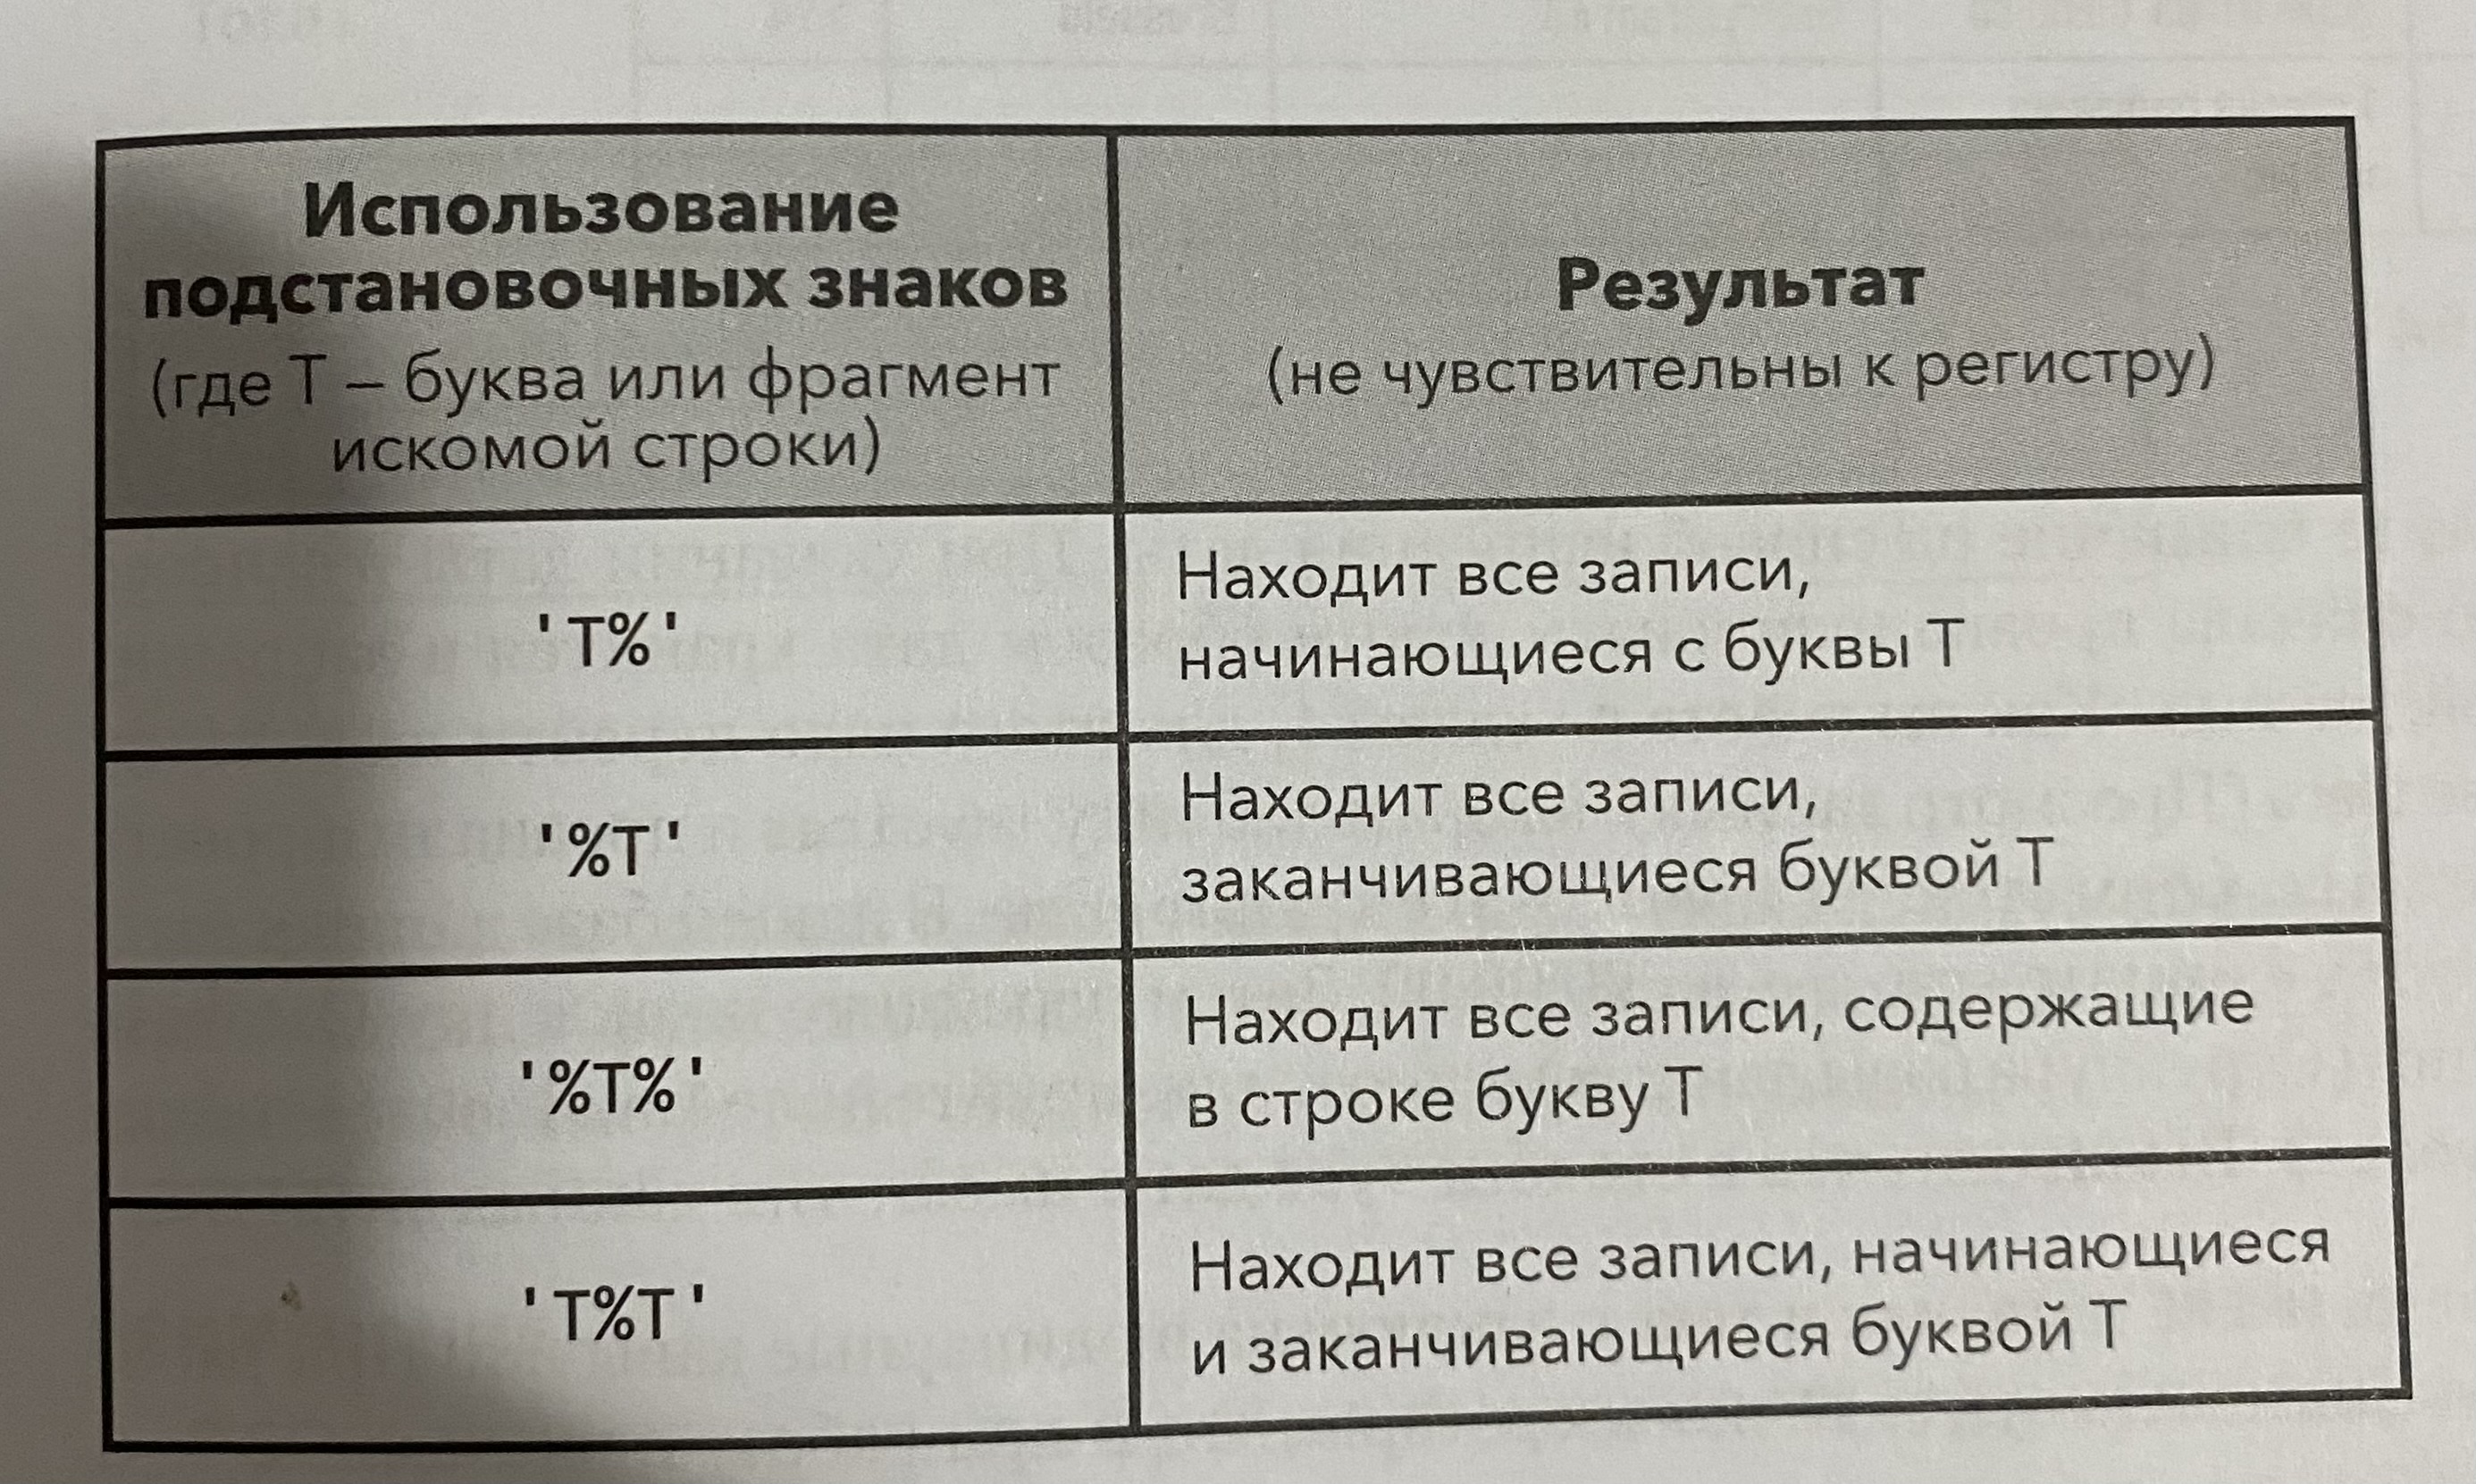 Использование
подстановочных знаков
(где Т – буква или фрагмент
искомой строки)
Результат
(не чувствительны к регистру)
'Т%'
Находит все записи,
начинающиеся с буквы Т
'%Т'
Находит все записи,
заканчивающиеся буквой Т
'%Т%'
Находит все записи, содержащие
в строке букву Т
'Т%Т'
Находит все записи, начинающиеся
и заканчивающиеся буквой Т